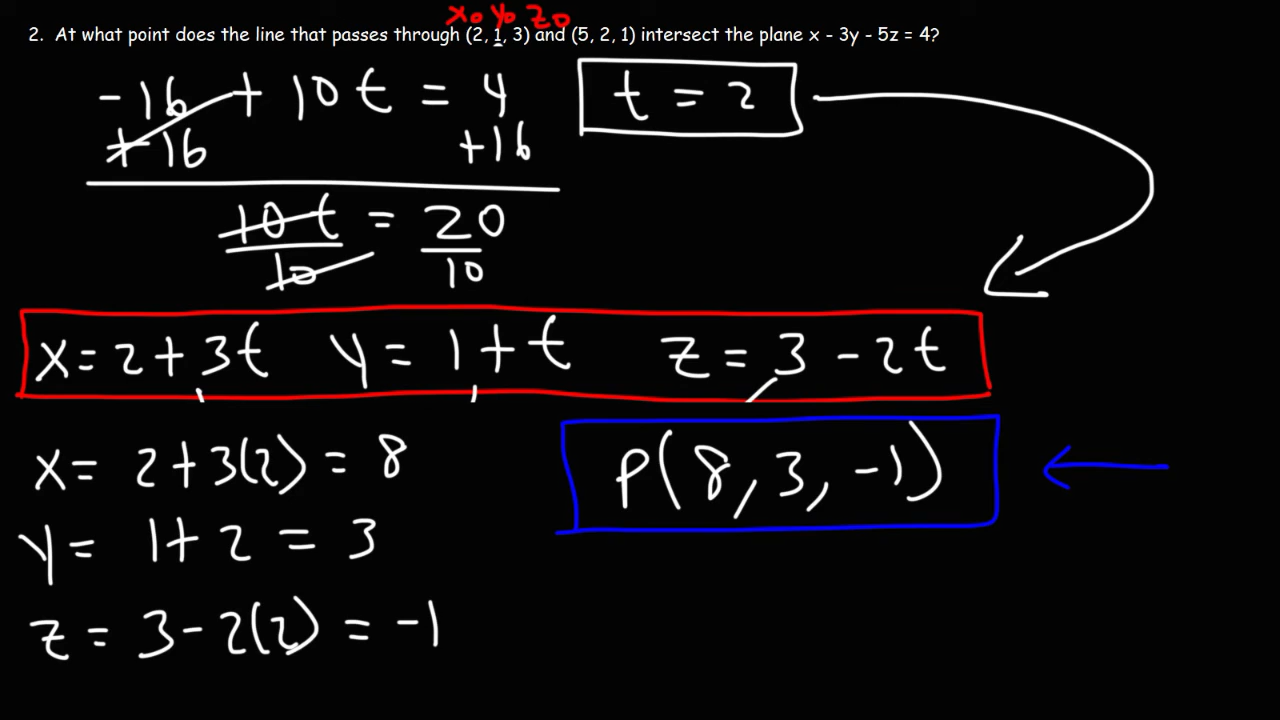 x₀ y₀ z₀
2. At what point does the line that passes through (2, 1, 3) and (5, 2, 1) intersect the plane x - 3y - 5z = 4?
-16 + 10t = 4
+16 +16
t = 2
10t = 20
10 10
x = 2 + 3t y = 1 + t z = 3 - 2t
x = 2 + 3(2) = 8
y = 1 + 2 = 3
z = 3 - 2(2) = -1
P(8, 3, -1)